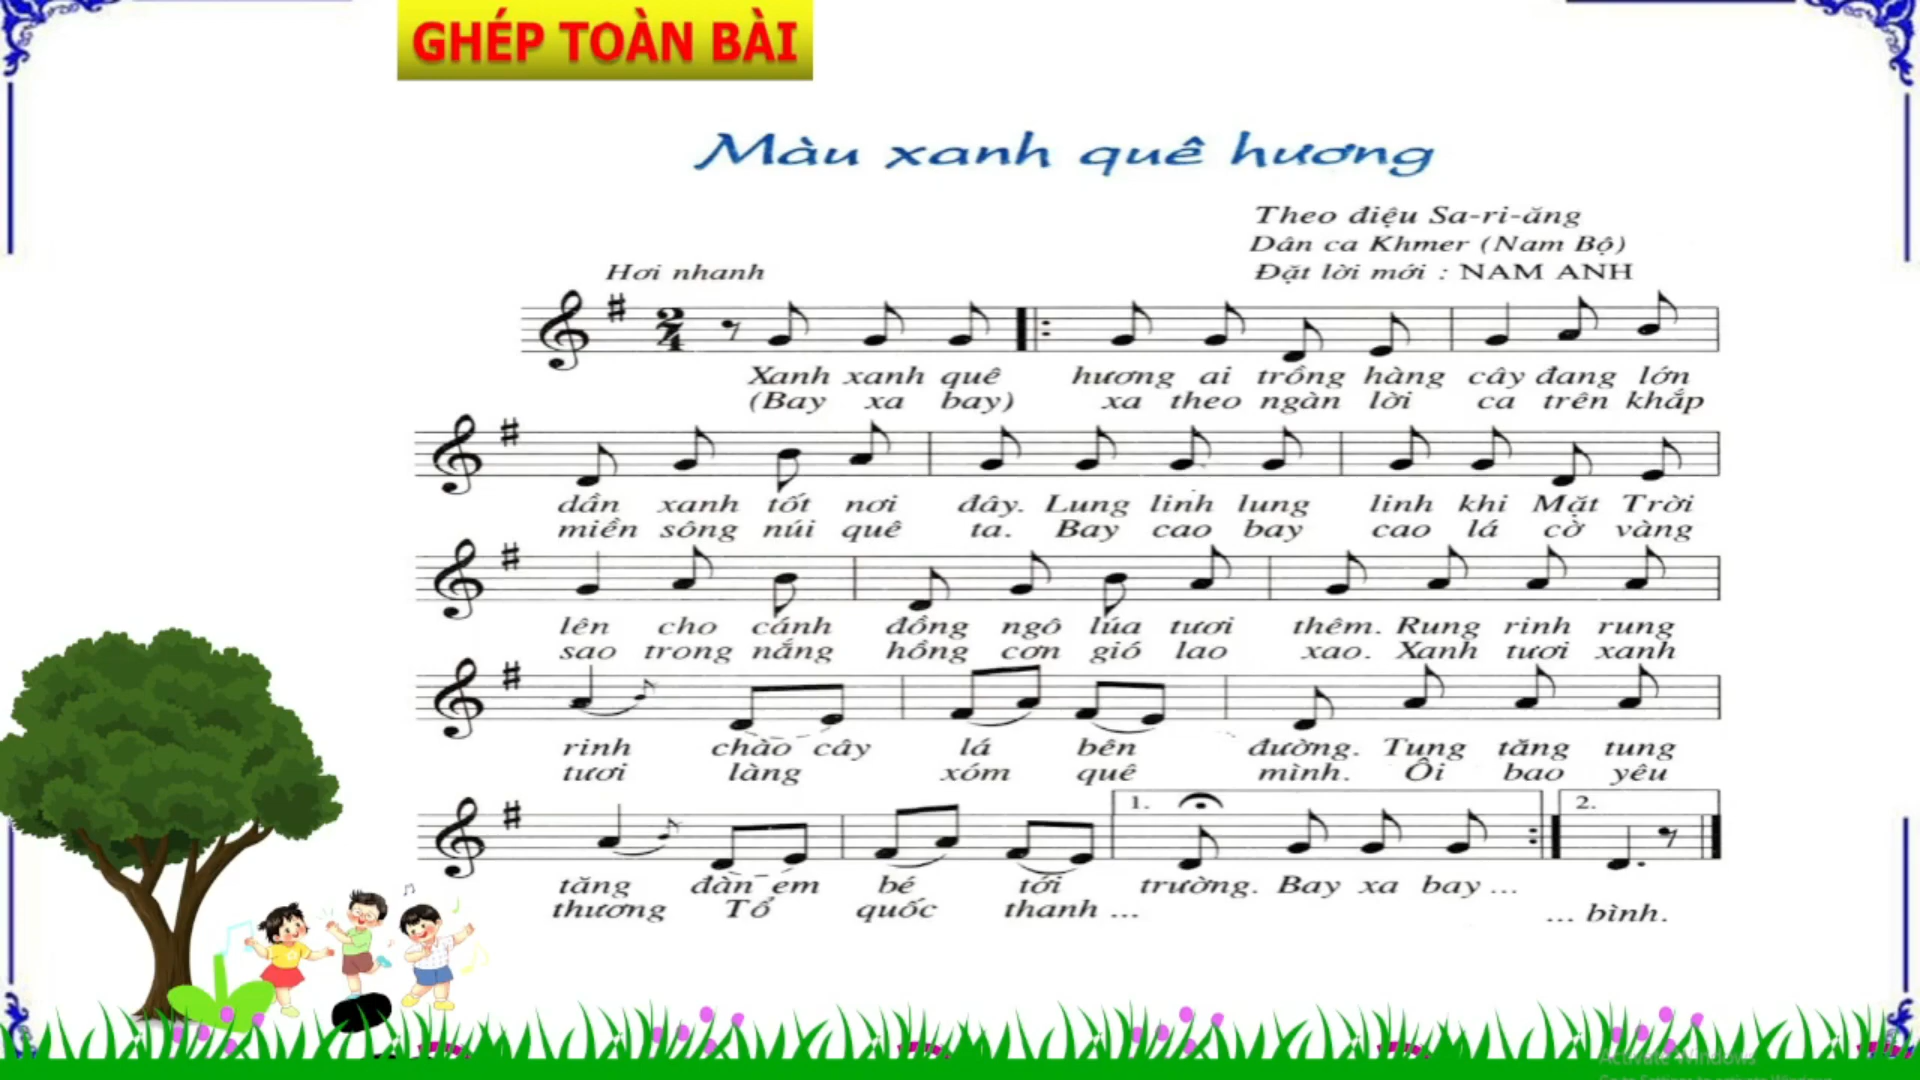 GHÉP TOÀN BÀI
Màu xanh quê hương
Theo điệu Sa-ri-ăng
Dân ca Khmer (Nam Bộ)
Hơi nhanh
Đặt lời mới : NAM ANH
2
4
Xanh xanh quê hương ai trồng hàng cây đang lớn
(Bay xa bay) xa theo ngàn lời ca trên khắp
dần xanh tốt nơi đây. Lung linh lung linh khi Mặt Trời
miền sông núi quê ta. Bay cao bay cao lá cờ vàng
lên cho cánh đồng ngô lúa tươi thêm. Rung rinh rung
sao trong nắng hồng cơn gió lao xao. Xanh tươi xanh
rinh chào cây lá bên đường. Tung tăng tung
tươi làng xóm quê mình. Ôi bao yêu
1. 2.
tăng đàn em bé tới trường. Bay xa bay ...
thương Tổ quốc thanh ... ... bình.
Activate Windows